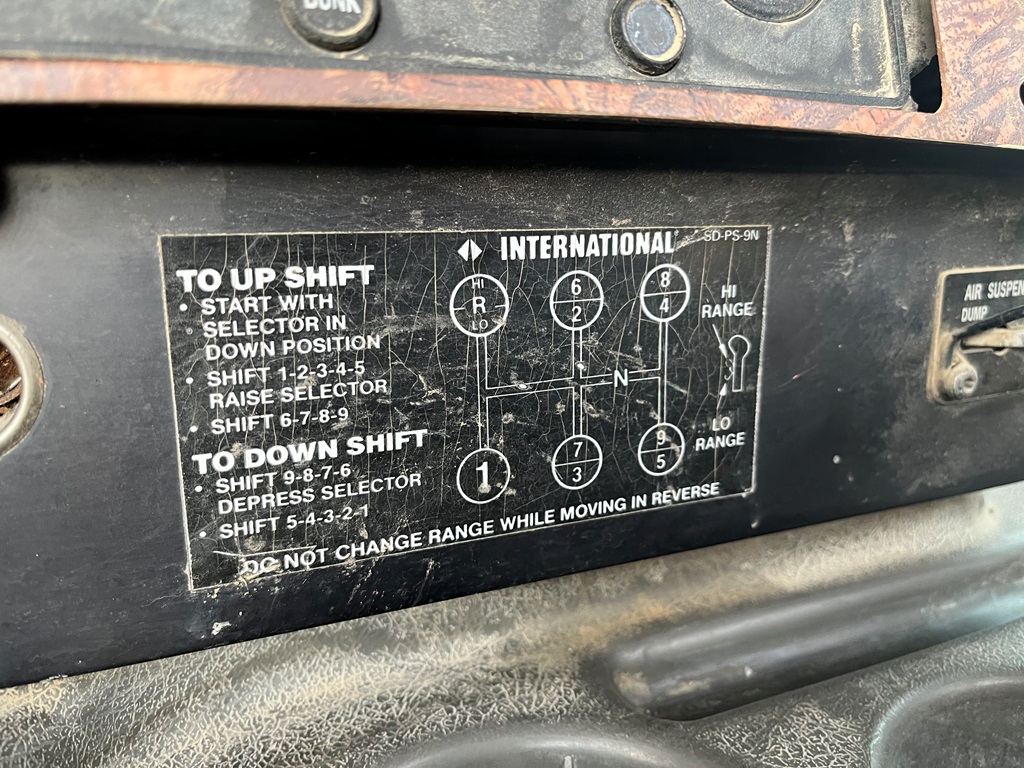 BUNK
INTERNATIONAL SD-PS-9N
TO UP SHIFT
• START WITH
SELECTOR IN
DOWN POSITION
• SHIFT 1-2-3-4-5
RAISE SELECTOR
• SHIFT 6-7-8-9
TO DOWN SHIFT
• SHIFT 9-8-7-6
DEPRESS SELECTOR
• SHIFT 5-4-3-2-1
HI
R
LO
6
2
8
4
N
1
7
3
9
5
HI
RANGE
LO
RANGE
DO NOT CHANGE RANGE WHILE MOVING IN REVERSE
AIR SUSPEN
DUMP